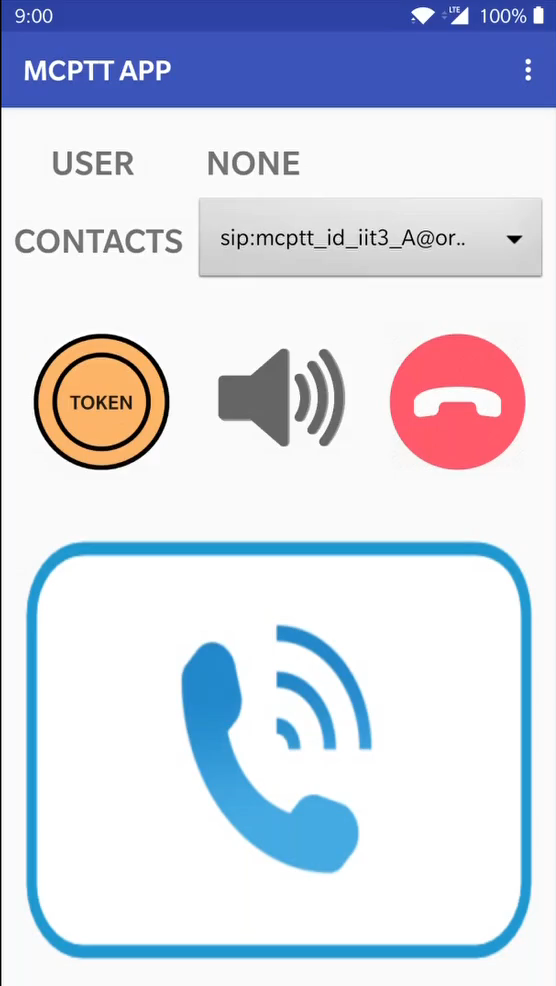 9:00 LTE 100%
MCPTT APP
USER NONE
CONTACTS sip:mcptt_id_iit3_A@or..
TOKEN